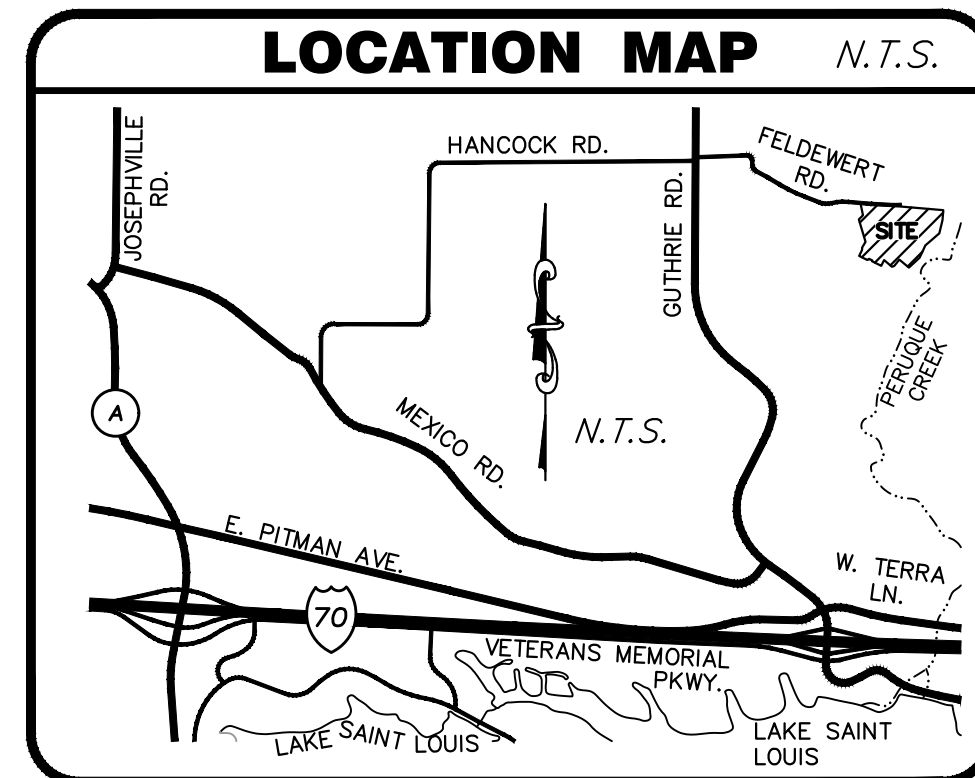 LOCATION MAP N.T.S.
JOSEPHVILLE
RD.
HANCOCK RD.
GUTHRIE RD.
FELDEWERT
RD.
SITE
PERUQUE
CREEK
A
MEXICO RD.
N.T.S.
E. PITMAN AVE.
W. TERRA
LN.
70
VETERANS MEMORIAL
PKWY.
LAKE SAINT LOUIS
LAKE SAINT
LOUIS